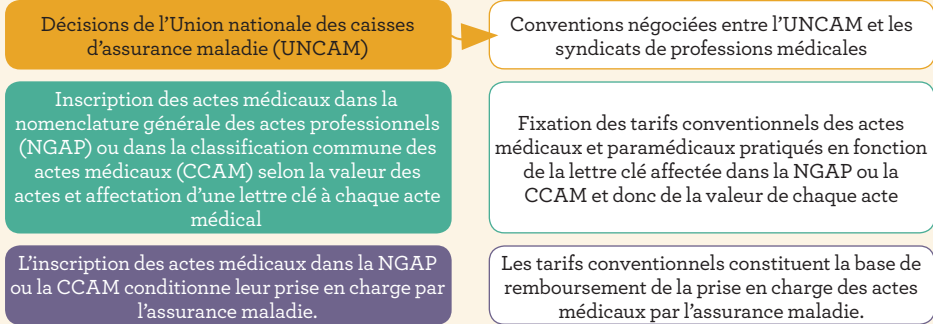 Décisions de l'Union nationale des caisses
d'assurance maladie (UNCAM)
Conventions négociées entre l'UNCAM et les
syndicats de professions médicales
Inscription des actes médicaux dans la
nomenclature générale des actes professionnels
(NGAP) ou dans la classification commune des
actes médicaux (CCAM) selon la valeur des
actes et affectation d'une lettre clé à chaque acte
médical
Fixation des tarifs conventionnels des actes
médicaux et paramédicaux pratiqués en fonction
de la lettre clé affectée dans la NGAP ou la
CCAM et donc de la valeur de chaque acte
L'inscription des actes médicaux dans la NGAP
ou la CCAM conditionne leur prise en charge par
l'assurance maladie.
Les tarifs conventionnels constituent la base de
remboursement de la prise en charge des actes
médicaux par l'assurance maladie.